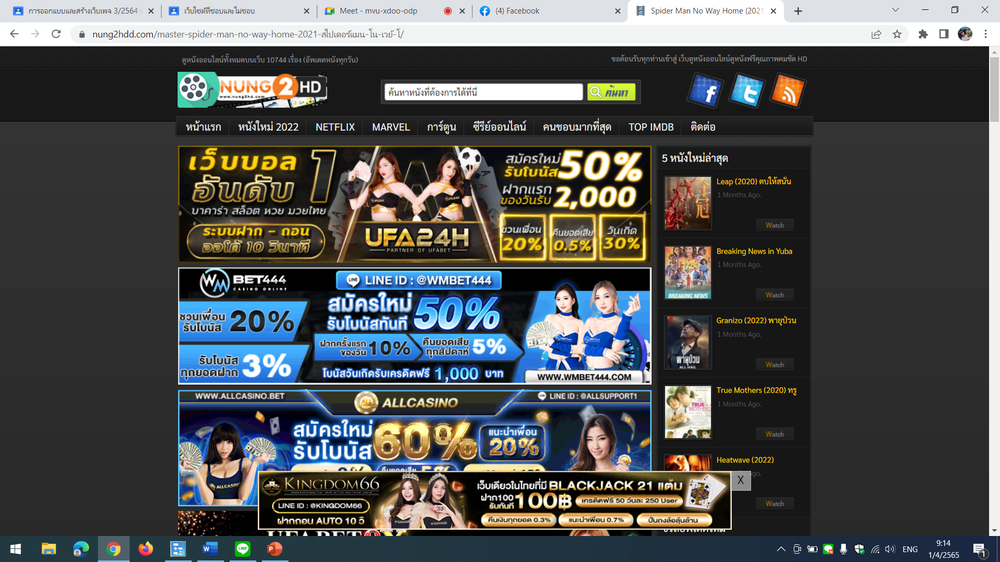 การออกแบบและสร้างเว็บเพจ 3/2564
เว็บไซต์ที่ชอบและไม่ชอบ
Meet - mvu-xdoo-odp
(4) Facebook
Spider Man No Way Home (2021
nung2hdd.com/master-spider-man-no-way-home-2021-สไปเดอร์แมน-โน-เวย์-โ/
ดูหนังออนไลน์ทั้งหมดบนเว็บ 10744 เรื่อง (อัพเดตหนังทุกวัน)
ขอต้อนรับทุกท่านเข้าสู่ เว็บดูหนังออนไลน์ดูหนังฟรีคุณภาพคมชัด HD
NUNG2HD
www.nung2hd.com
ค้นหาหนังที่ต้องการได้ที่นี่
ค้นหา
หน้าแรก
หนังใหม่ 2022
NETFLIX
MARVEL
การ์ตูน
ซีรี่ย์ออนไลน์
คนชอบมากที่สุด
TOP IMDB
ติดต่อ
เว็บบอล
อันดับ 1
บาคาร่า สล็อต หวย มวยไทย
ระบบฝาก - ถอน
ออโต้ 10 วินาที
UFA24H
PARTNER OF UFABET
สมัครใหม่
รับโบนัส 50%
ฝากแรก
ของวันรับ 2,000
ชวนเพื่อน
20%
คืนยอดเสีย
0.5%
วันเกิด
30%
WM BET444
CASINO ONLINE
LINE LINE ID : @WMBET444
ชวนเพื่อน
รับโบนัส 20%
รับโบนัส
ทุกยอดฝาก 3%
สมัครใหม่
รับโบนัสทันที 50%
ฝากครั้งแรก
ของวัน 10%
คืนยอดเสีย
ทุกสัปดาห์ 5%
โบนัสวันเกิดรับเครดิตฟรี 1,000 บาท
WWW.WMBET444.COM
WWW.ALLCASINO.BET
ALL ALLCASINO
LINE ID : @ALLSUPPORT1
สมัครใหม่
รับโบนัส 60%
แนะนำเพื่อน
20%
ALLCASINO
KINGDOM66
LINE ID : @KINGDOM66
ฝากถอน AUTO 10 วิ
เว็บเดียวในไทยที่มี BLACKJACK 21 แต้ม
ฝาก100
รับทันที 100฿
เครดิตฟรี 50 วันละ 250 User
คืนเงินทุกยอด 0.3%
แนะนำเพื่อน 0.7%
ปั่นกงล้อลุ้นล้าน
X
5 หนังใหม่ล่าสุด
Leap (2020) ตบให้สนั่น
1 Months Ago.
Watch
Breaking News in Yuba
1 Months Ago.
BREAKING NEWS
Watch
Granizo (2022) พายุป่วน
1 Months Ago.
พายุป่วน
ALL HAIL
Watch
True Mothers (2020) ทรู
1 Months Ago.
TRUE
MOTHERS
Watch
Heatwave (2022)
Ago.
Watch
ENG
9:14
1/4/2565
1